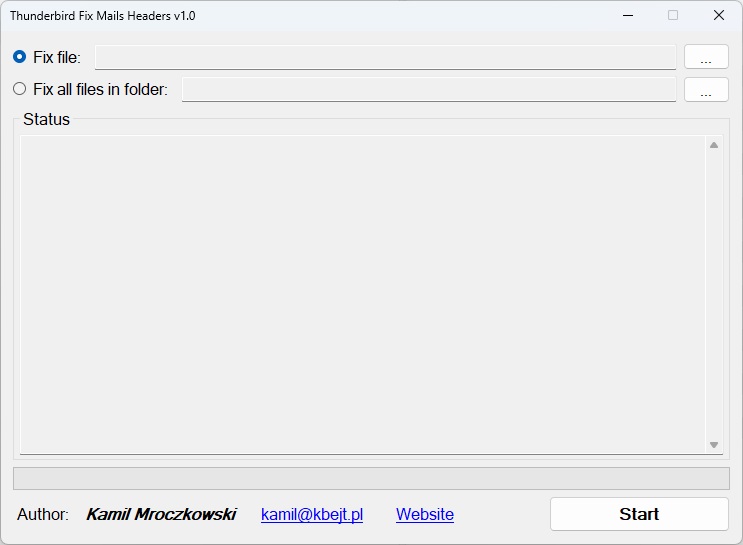 Thunderbird Fix Mails Headers v1.0
Fix file:
...
Fix all files in folder:
...
Status
Author: Kamil Mroczkowski kamil@kbejt.pl Website Start